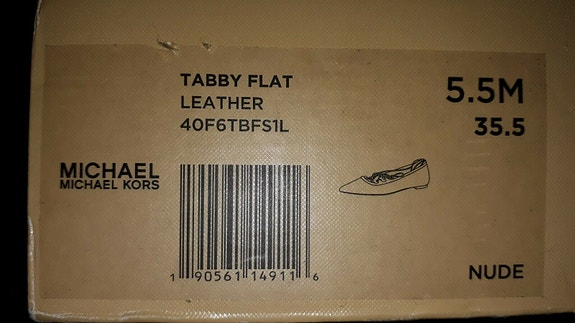 TABBY FLAT
LEATHER
40F6TBFS1L
5.5M
35.5
MICHAEL
MICHAEL KORS
1 90561 14911 6
NUDE